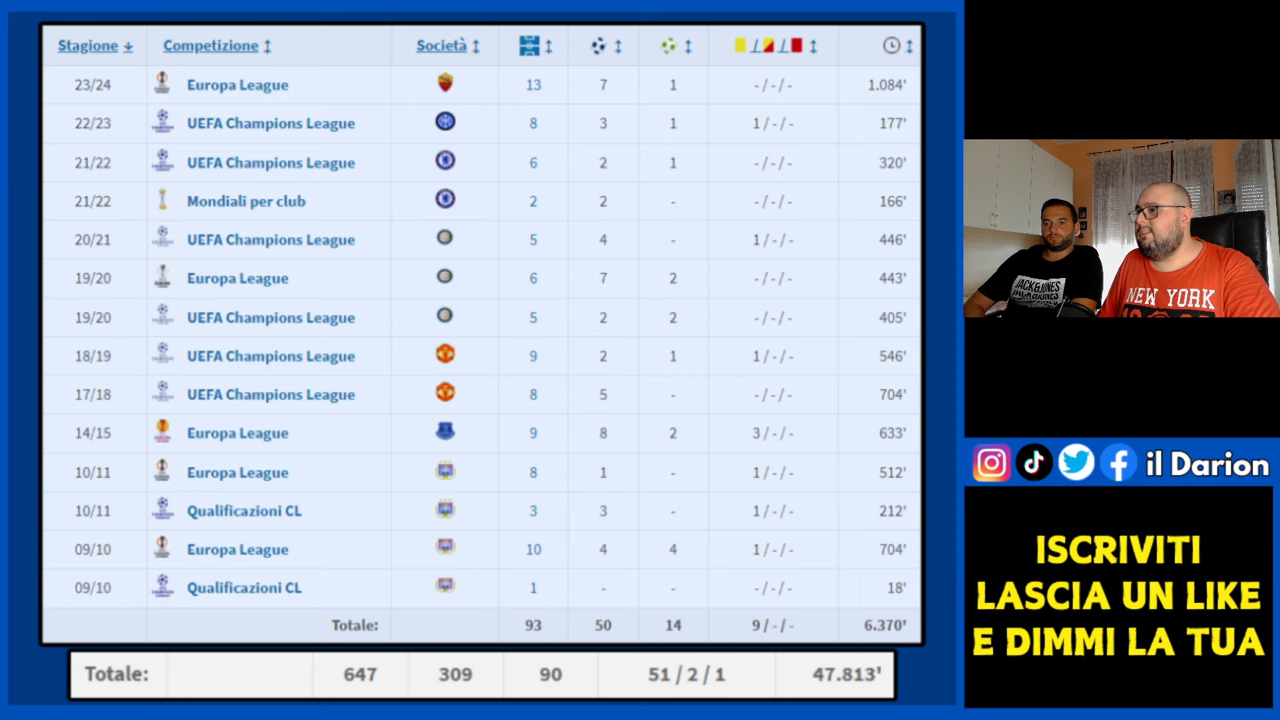 Stagione Competizione Società
23/24 Europa League 13 7 1 -/-/- 1.084'
22/23 UEFA Champions League 8 3 1 1/-/- 177'
21/22 UEFA Champions League 6 2 1 -/-/- 320'
21/22 Mondiali per club 2 2 - -/-/- 166'
20/21 UEFA Champions League 5 4 - 1/-/- 446'
19/20 Europa League 6 7 2 -/-/- 443'
19/20 UEFA Champions League 5 2 2 -/-/- 405'
18/19 UEFA Champions League 9 2 1 1/-/- 546'
17/18 UEFA Champions League 8 5 - -/-/- 704'
14/15 Europa League 9 8 2 3/-/- 633'
10/11 Europa League 8 1 - 1/-/- 512'
10/11 Qualificazioni CL 3 3 - 1/-/- 212'
09/10 Europa League 10 4 4 1/-/- 704'
09/10 Qualificazioni CL 1 - - -/-/- 18'
Totale: 93 50 14 9/-/- 6.370'
Totale: 647 309 90 51 / 2 / 1 47.813'
JACK&JONES
NEW YORK
il Darion
ISCRIVITI
LASCIA UN LIKE
E DIMMI LA TUA